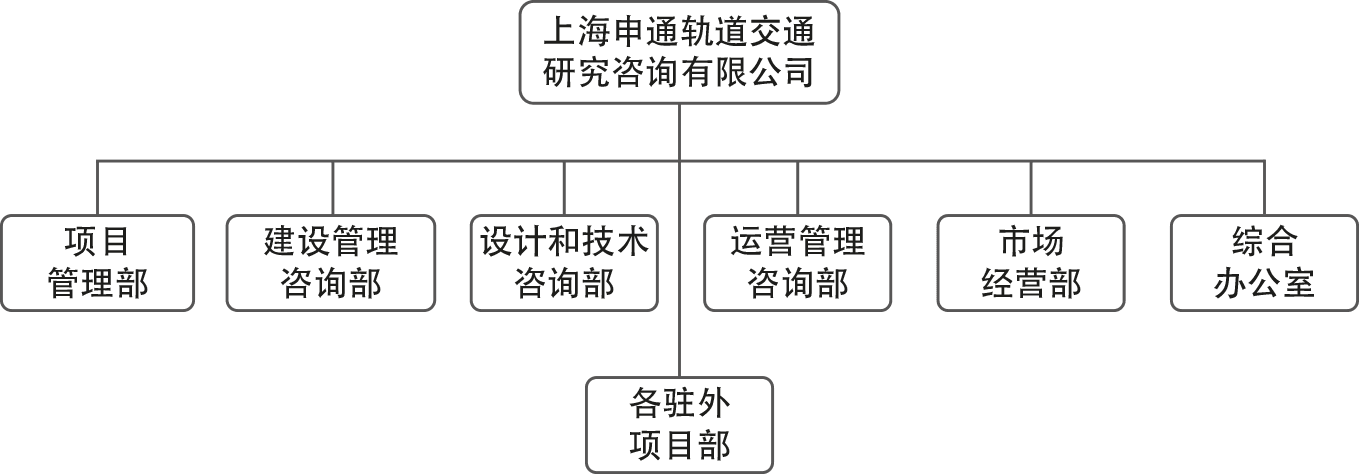 上海申通轨道交通
研究咨询有限公司
项目
管理部
建设管理
咨询部
设计和技术
咨询部
运营管理
咨询部
市场
经营部
综合
办公室
各驻外
项目部